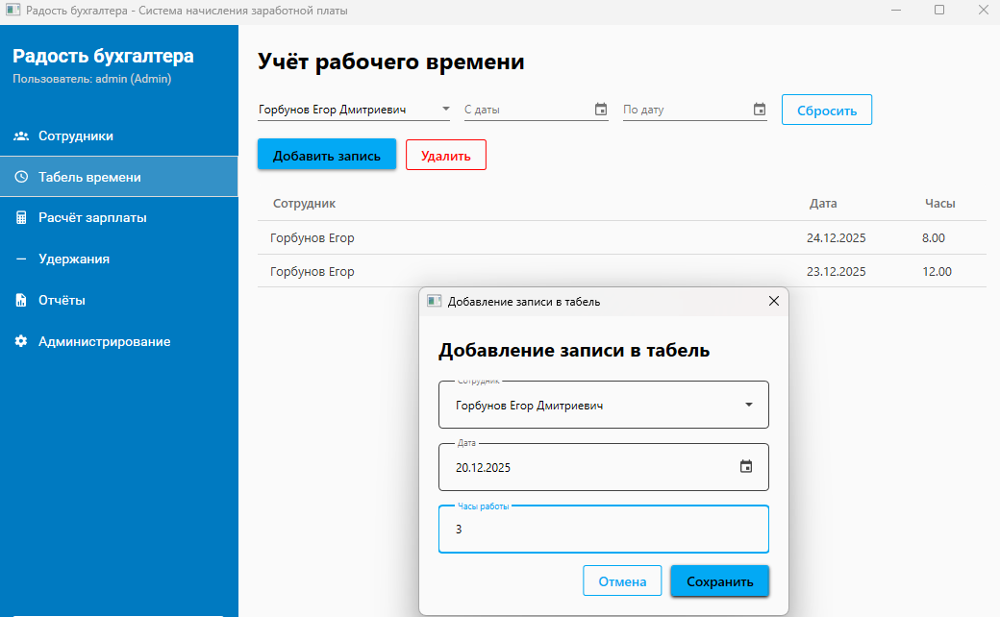 Радость бухгалтера - Система начисления заработной платы
Радость бухгалтера
Пользователь: admin (Admin)
Сотрудники
Табель времени
Расчёт зарплаты
Удержания
Отчёты
Администрирование
Учёт рабочего времени
Горбунов Егор Дмитриевич С даты По дату Сбросить
Добавить запись Удалить
Сотрудник Дата Часы
Горбунов Егор 24.12.2025 8.00
Горбунов Егор 23.12.2025 12.00
Добавление записи в табель
Добавление записи в табель
Сотрудник
Горбунов Егор Дмитриевич
Дата
20.12.2025
Часы работы
3
Отмена Сохранить